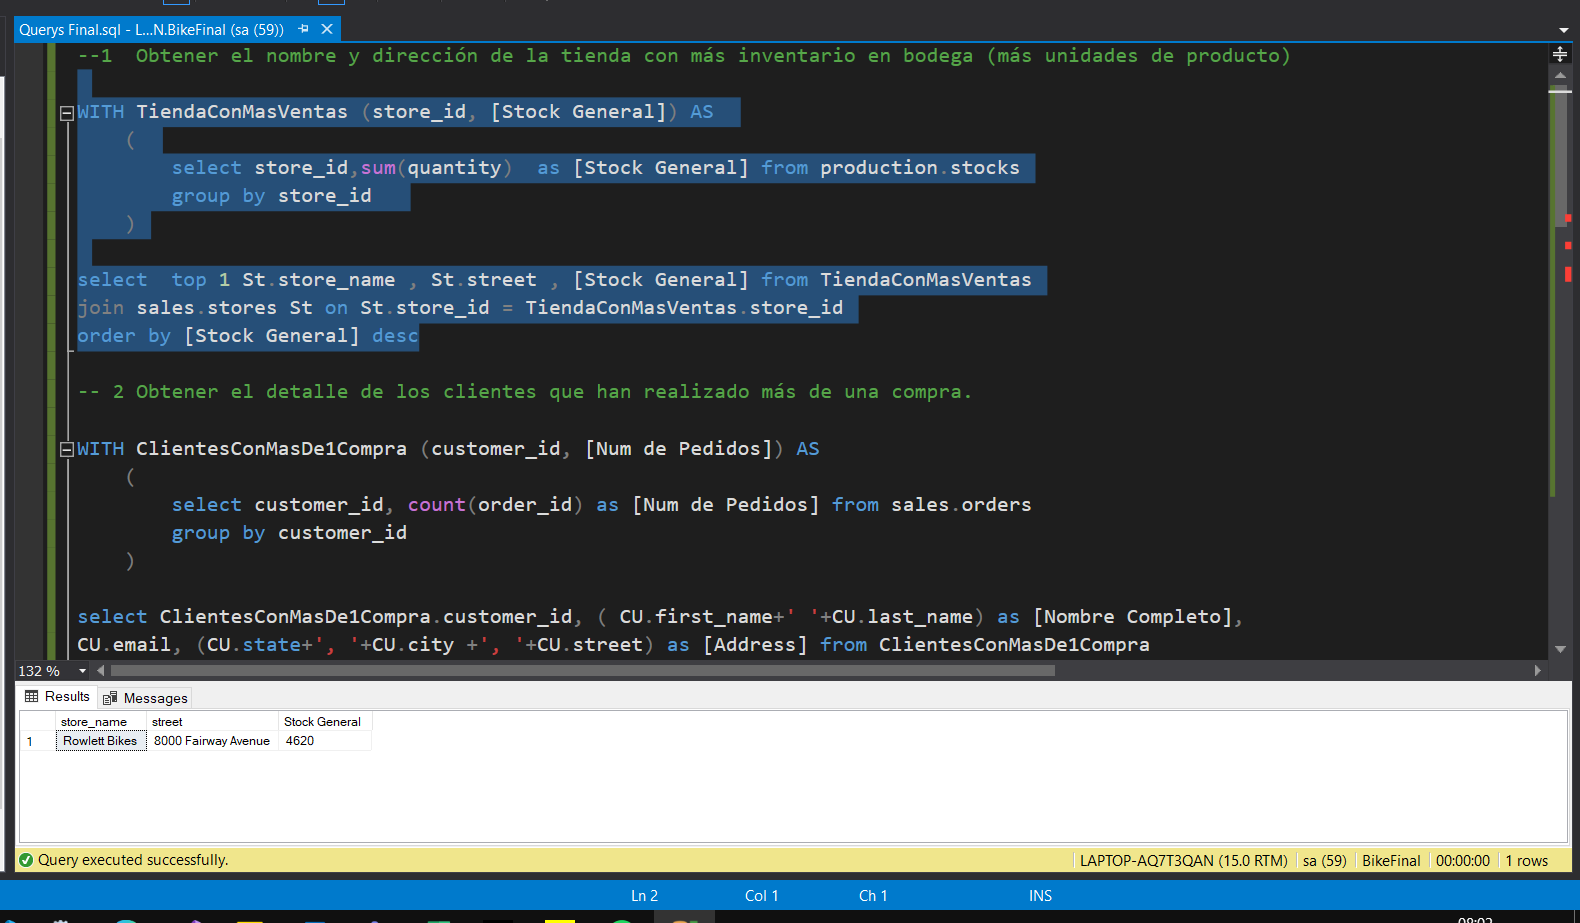 Querys Final.sql - L...N.BikeFinal (sa (59))
--1  Obtener el nombre y dirección de la tienda con más inventario en bodega (más unidades de producto)
WITH TiendaConMasVentas (store_id, [Stock General]) AS
(
select store_id,sum(quantity)  as [Stock General] from production.stocks
group by store_id
)
select  top 1 St.store_name , St.street , [Stock General] from TiendaConMasVentas
join sales.stores St on St.store_id = TiendaConMasVentas.store_id
order by [Stock General] desc
-- 2 Obtener el detalle de los clientes que han realizado más de una compra.
WITH ClientesConMasDe1Compra (customer_id, [Num de Pedidos]) AS
(
select customer_id, count(order_id) as [Num de Pedidos] from sales.orders
group by customer_id
)
select ClientesConMasDe1Compra.customer_id, ( CU.first_name+' '+CU.last_name) as [Nombre Completo],
CU.email, (CU.state+', '+CU.city +', '+CU.street) as [Address] from ClientesConMasDe1Compra
132 %
Results Messages
store_name street Stock General
1 Rowlett Bikes 8000 Fairway Avenue 4620
Query executed successfully. LAPTOP-AQ7T3QAN (15.0 RTM) sa (59) BikeFinal 00:00:00 1 rows
Ln 2 Col 1 Ch 1 INS